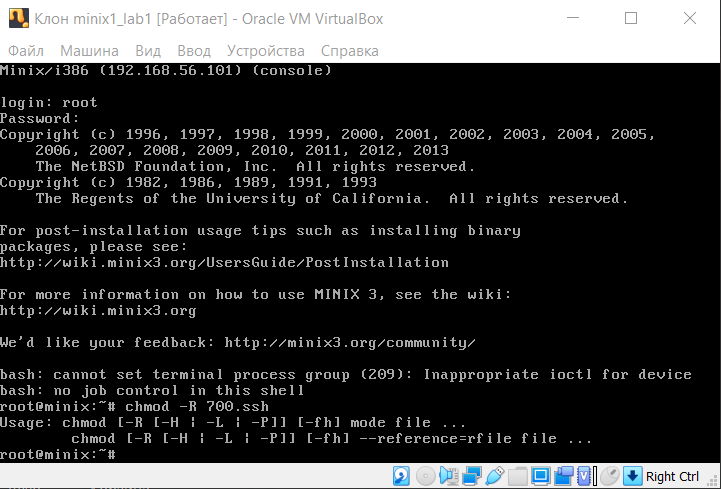 Клон minix1_lab1 [Работает] - Oracle VM VirtualBox
Файл Машина Вид Ввод Устройства Справка
Minix/i386 (192.168.56.101) (console)
login: root
Password:
Copyright (c) 1996, 1997, 1998, 1999, 2000, 2001, 2002, 2003, 2004, 2005,
    2006, 2007, 2008, 2009, 2010, 2011, 2012, 2013
    The NetBSD Foundation, Inc.  All rights reserved.
Copyright (c) 1982, 1986, 1989, 1991, 1993
    The Regents of the University of California.  All rights reserved.
For post-installation usage tips such as installing binary
packages, please see:
http://wiki.minix3.org/UsersGuide/PostInstallation
For more information on how to use MINIX 3, see the wiki:
http://wiki.minix3.org
We'd like your feedback: http://minix3.org/community/
bash: cannot set terminal process group (209): Inappropriate ioctl for device
bash: no job control in this shell
root@minix:~# chmod -R 700.ssh
Usage: chmod [-R [-H ¦ -L ¦ -P]] [-fh] mode file ...
        chmod [-R [-H ¦ -L ¦ -P]] [-fh] --reference=rfile file ...
root@minix:~#
Right Ctrl